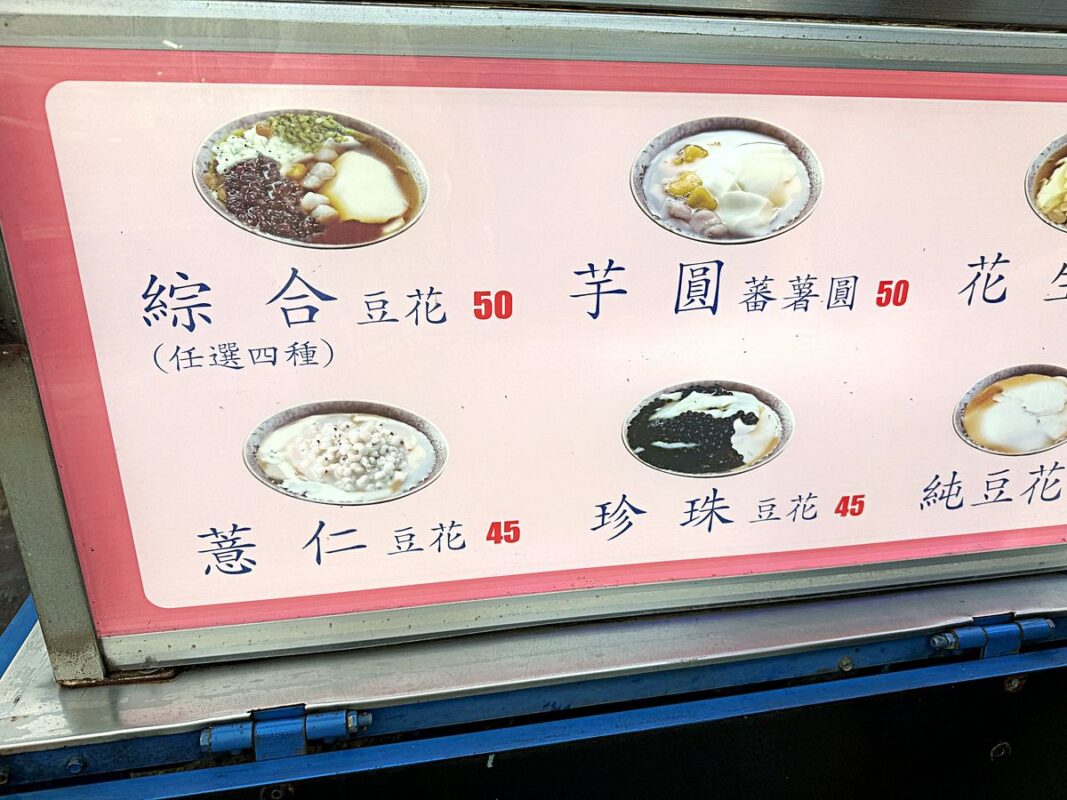 綜合豆花 50
(任選四種)
芋圓蕃薯圓 50
花生
薏仁豆花 45
珍珠豆花 45
純豆花